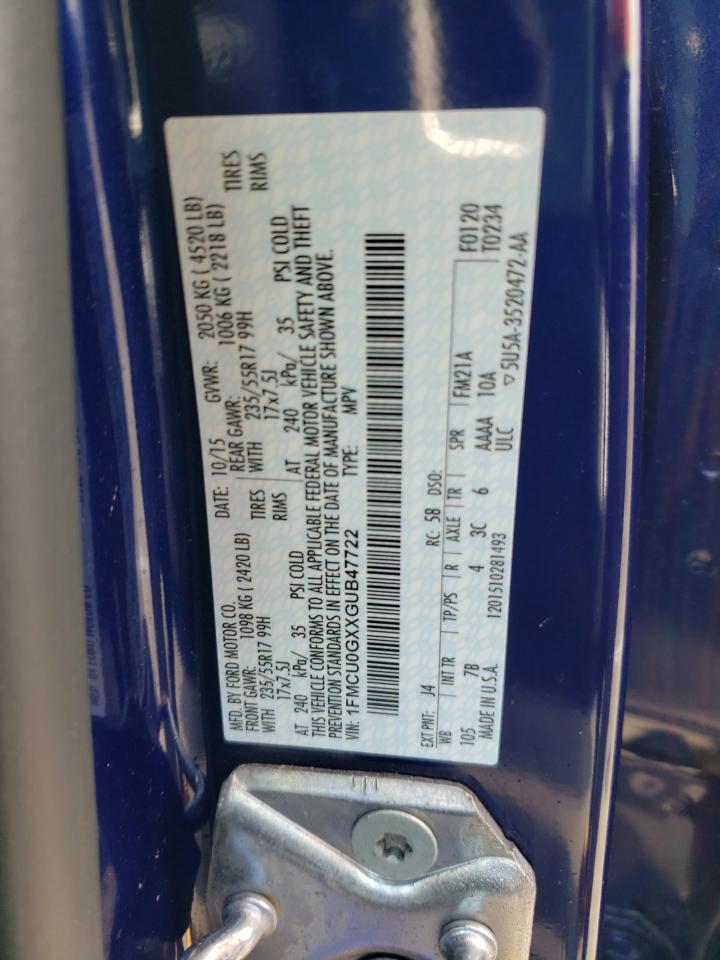 MFD. BY FORD MOTOR CO. DATE: 10/15 GVWR: 2050 KG ( 4520 LB)
FRONT GAWR: 1098 KG ( 2420 LB) REAR GAWR: 1006 KG ( 2218 LB)
WITH 235/55R17 99H TIRES WITH 235/55R17 99H TIRES
17x7.5J RIMS 17x7.5J RIMS
AT 240 kPa/ 35 PSI COLD AT 240 kPa/ 35 PSI COLD
THIS VEHICLE CONFORMS TO ALL APPLICABLE FEDERAL MOTOR VEHICLE SAFETY AND THEFT
PREVENTION STANDARDS IN EFFECT ON THE DATE OF MANUFACTURE SHOWN ABOVE.
VIN: 1FMCU0GXXGUB47722 TYPE: MPV
EXT PNT: J4 RC: 58 DSO: F0120
WB INT TR TP/PS R AXLE TR SPR FM21A T0234
105 7B 4 3C 6 AAAA 10A
MADE IN U.S.A. 1201510281493 ULC ▽5U5A-3520472-AA